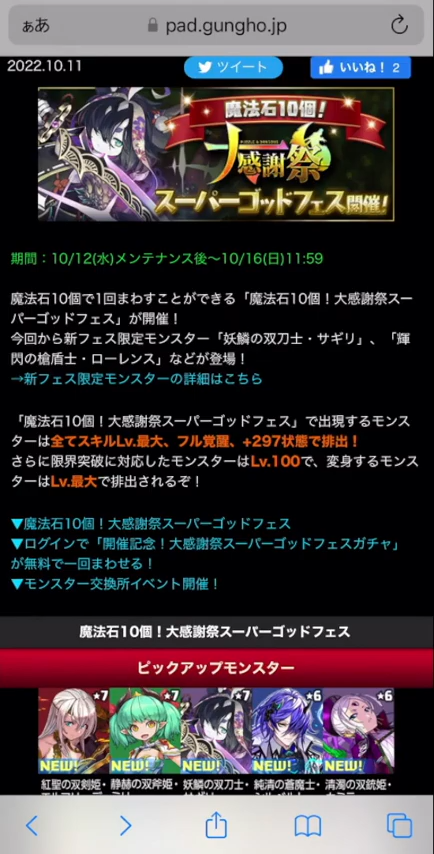 ああ
pad.gungho.jp
2022.10.11
ツイート
いいね！ 2
魔法石10個！
大感謝祭
スーパーゴッドフェス開催！
期間：10/12(水)メンテナンス後〜10/16(日)11:59
魔法石10個で1回まわすことができる「魔法石10個！大感謝祭スー
パーゴッドフェス」が開催！
今回から新フェス限定モンスター「妖鱗の双刀士・サギリ」、「輝
閃の槍盾士・ローレンス」などが登場！
→新フェス限定モンスターの詳細はこちら
「魔法石10個！大感謝祭スーパーゴッドフェス」で出現するモンス
ターは全てスキルLv.最大、フル覚醒、+297状態で排出！
さらに限界突破に対応したモンスターはLv.100で、変身するモンス
ターはLv.最大で排出されるぞ！
▼魔法石10個！大感謝祭スーパーゴッドフェス
▼ログインで「開催記念！大感謝祭スーパーゴッドフェスガチャ」
が無料で一回まわせる！
▼モンスター交換所イベント開催！
魔法石10個！大感謝祭スーパーゴッドフェス
ピックアップモンスター
★7 ★7 ★7 ★6 ★6
NEW! NEW! NEW! NEW! NEW!
紅聖の双剣姫・ 静赫の双斧姫・ 妖鱗の双刀士・ 純清の蒼魔士・ 清濁の双銃姫・